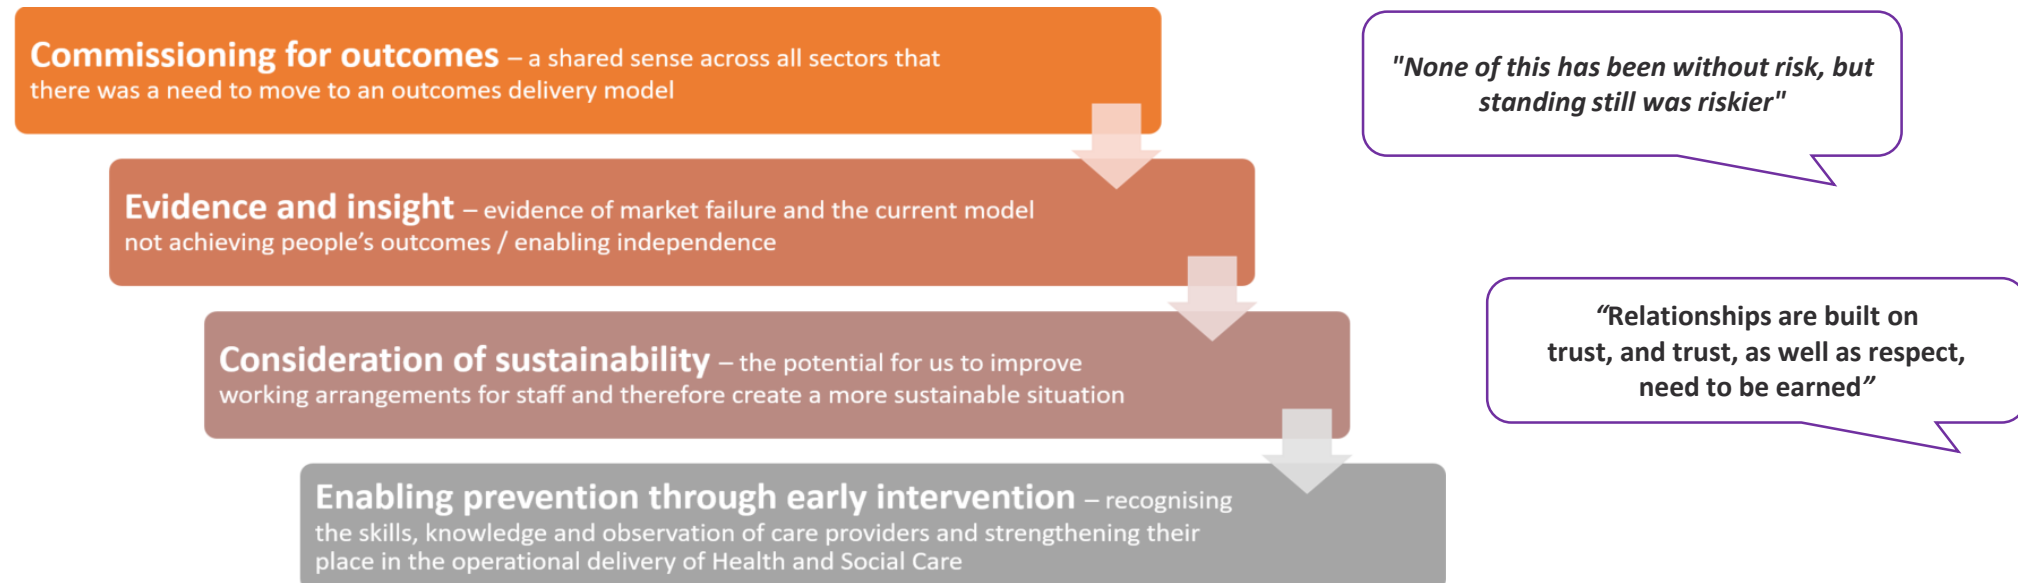 Commissioning for outcomes – a shared sense across all sectors that
there was a need to move to an outcomes delivery model
"None of this has been without risk, but
standing still was riskier"
Evidence and insight – evidence of market failure and the current model
not achieving people’s outcomes / enabling independence
Consideration of sustainability – the potential for us to improve
working arrangements for staff and therefore create a more sustainable situation
“Relationships are built on
trust, and trust, as well as respect,
need to be earned”
Enabling prevention through early intervention – recognising
the skills, knowledge and observation of care providers and strengthening their
place in the operational delivery of Health and Social Care